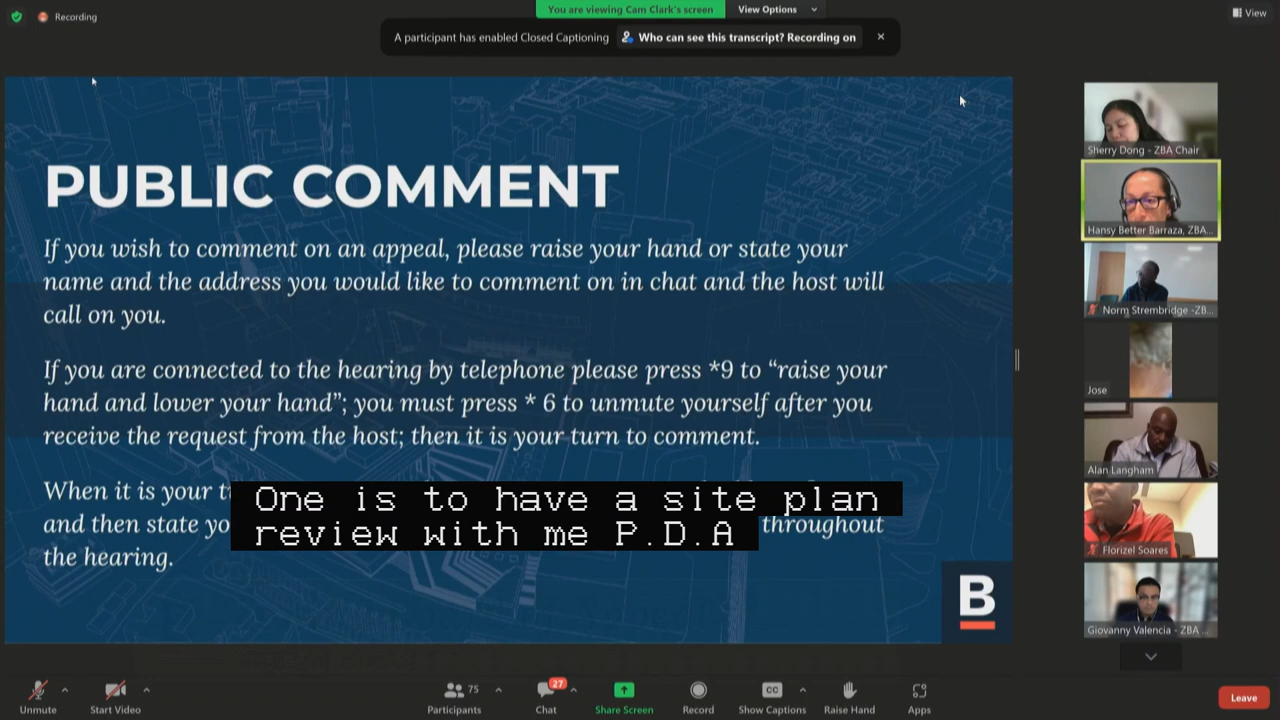 Recording
You are viewing Cam Clark's screen
View Options
View
A participant has enabled Closed Captioning
Who can see this transcript? Recording on
PUBLIC COMMENT
If you wish to comment on an appeal, please raise your hand or state your
name and the address you would like to comment on in chat and the host will
call on you.
If you are connected to the hearing by telephone please press *9 to “raise your
hand and lower your hand”; you must press * 6 to unmute yourself after you
receive the request from the host; then it is your turn to comment.
When it is your
and then state throughout
the hearing.
One is to have a site plan
review with me P.D.A
B
Sherry Dong - ZBA Chair
Hansy Better Barraza, ZBA...
Norm Strembridge -ZB...
Jose
Alan Langham
Florizel Soares
Giovanny Valencia - ZBA ...
Unmute
Start Video
75
Participants
27
Chat
Share Screen
Record
CC
Show Captions
Raise Hand
Apps
Leave